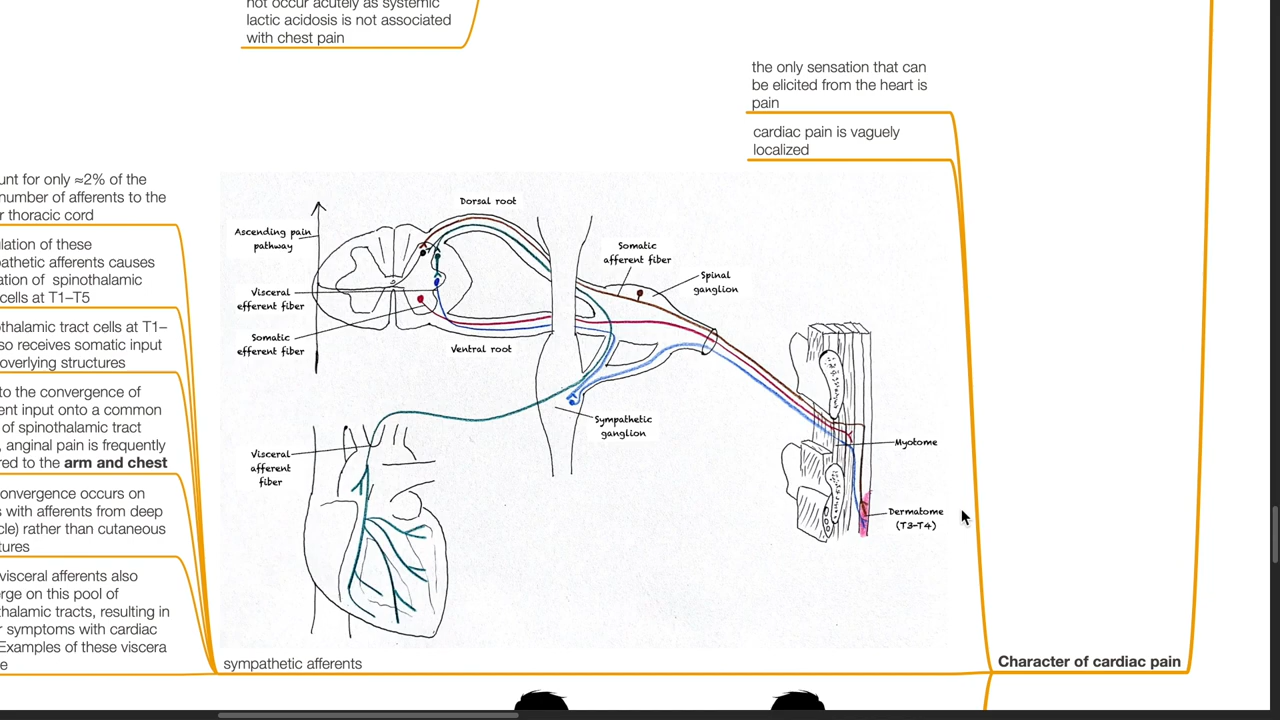 not occur acutely as systemic
lactic acidosis is not associated
with chest pain
the only sensation that can
be elicited from the heart is
pain
cardiac pain is vaguely
localized
unt for only ≈2% of the
number of afferents to the
r thoracic cord
ulation of these
pathetic afferents causes
ation of spinothalamic
cells at T1–T5
othalamic tract cells at T1–
so receives somatic input
overlying structures
to the convergence of
ent input onto a common
of spinothalamic tract
, anginal pain is frequently
red to the arm and chest
onvergence occurs on
s with afferents from deep
cle) rather than cutaneous
tures
visceral afferents also
rge on this pool of
thalamic tracts, resulting in
r symptoms with cardiac
Examples of these viscera
e
Dorsal root
Ascending pain
pathway
Somatic
afferent fiber
Spinal
ganglion
Visceral
efferent fiber
Somatic
efferent fiber
Ventral root
Sympathetic
ganglion
Visceral
afferent
fiber
Myotome
Dermatome
(T3-T4)
sympathetic afferents
Character of cardiac pain